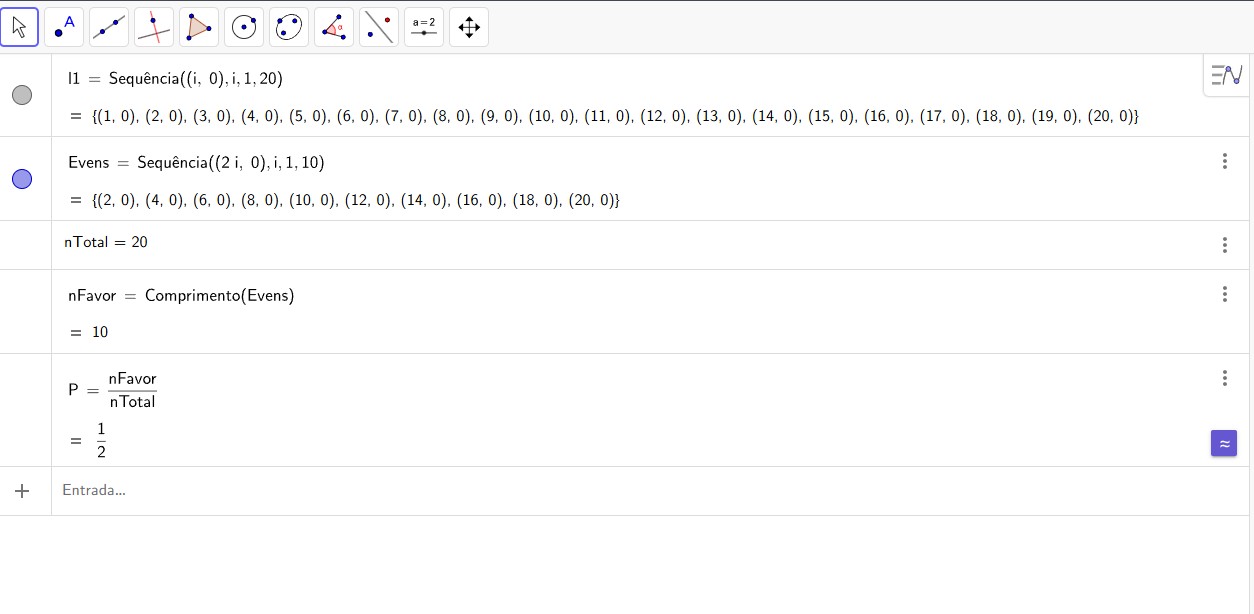 A
a=2
l1 = Sequência((i, 0), i, 1, 20)
= {(1, 0), (2, 0), (3, 0), (4, 0), (5, 0), (6, 0), (7, 0), (8, 0), (9, 0), (10, 0), (11, 0), (12, 0), (13, 0), (14, 0), (15, 0), (16, 0), (17, 0), (18, 0), (19, 0), (20, 0)}
Evens = Sequência((2 i, 0), i, 1, 10)
= {(2, 0), (4, 0), (6, 0), (8, 0), (10, 0), (12, 0), (14, 0), (16, 0), (18, 0), (20, 0)}
nTotal = 20
nFavor = Comprimento(Evens)
= 10
P = nFavor
nTotal
= 1
2
≈
+ Entrada...